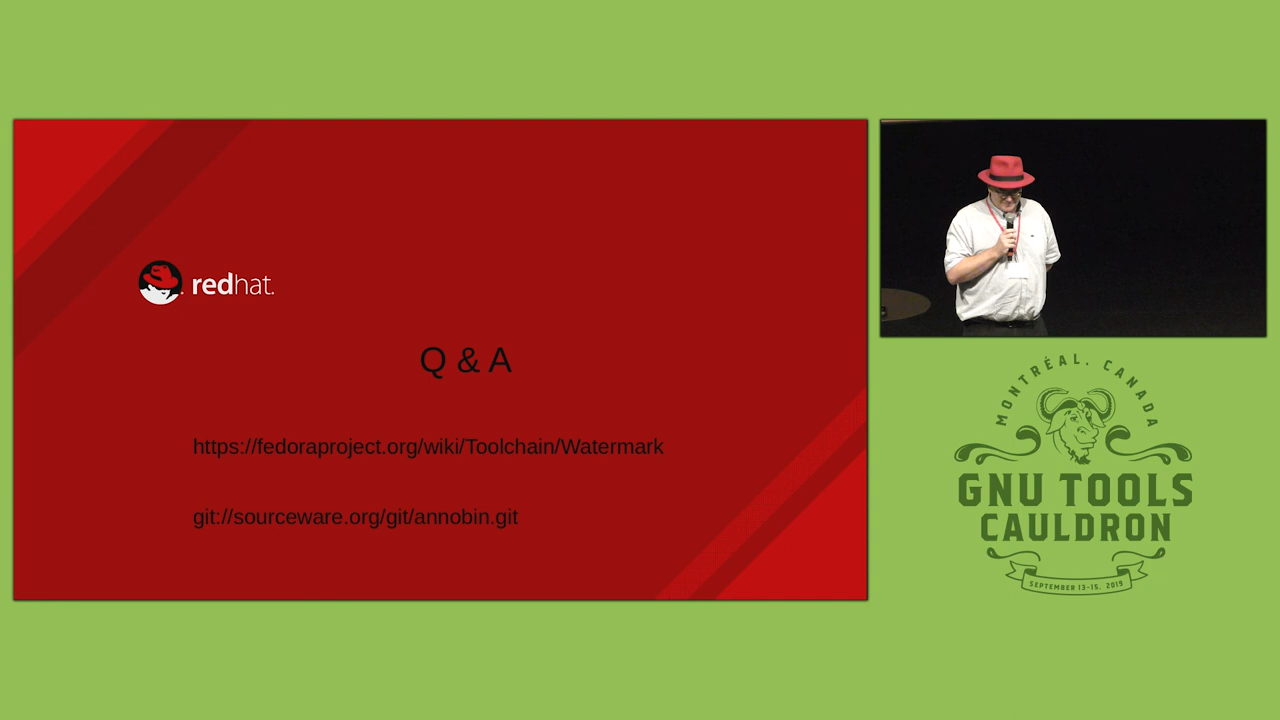 redhat.
Q & A
https://fedoraproject.org/wiki/Toolchain/Watermark
git://sourceware.org/git/annobin.git
MONTRÉAL. CANADA
GNU TOOLS
CAULDRON
SEPTEMBER 13-15, 2019